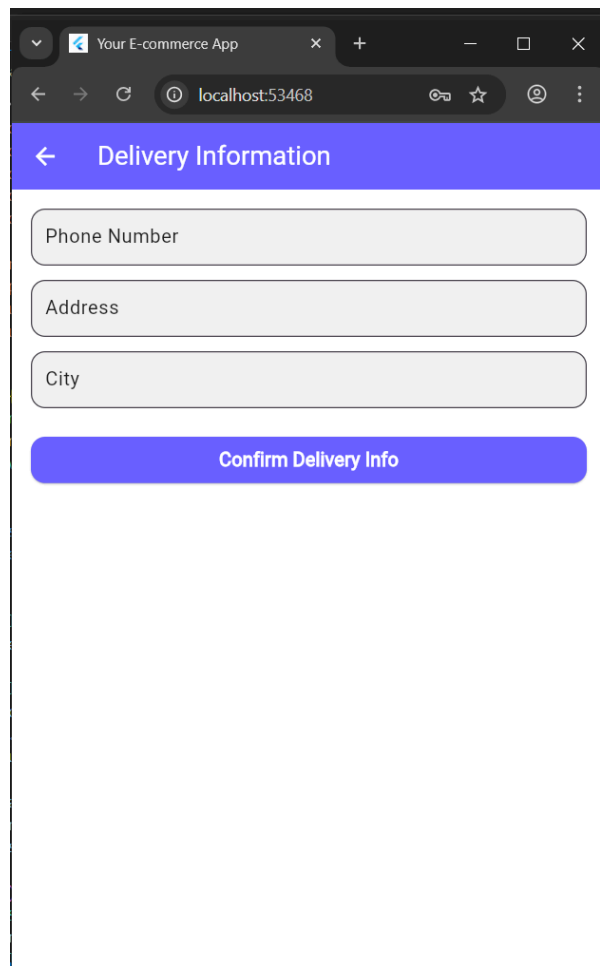 Your E-commerce App
localhost:53468
Delivery Information
Phone Number
Address
City
Confirm Delivery Info